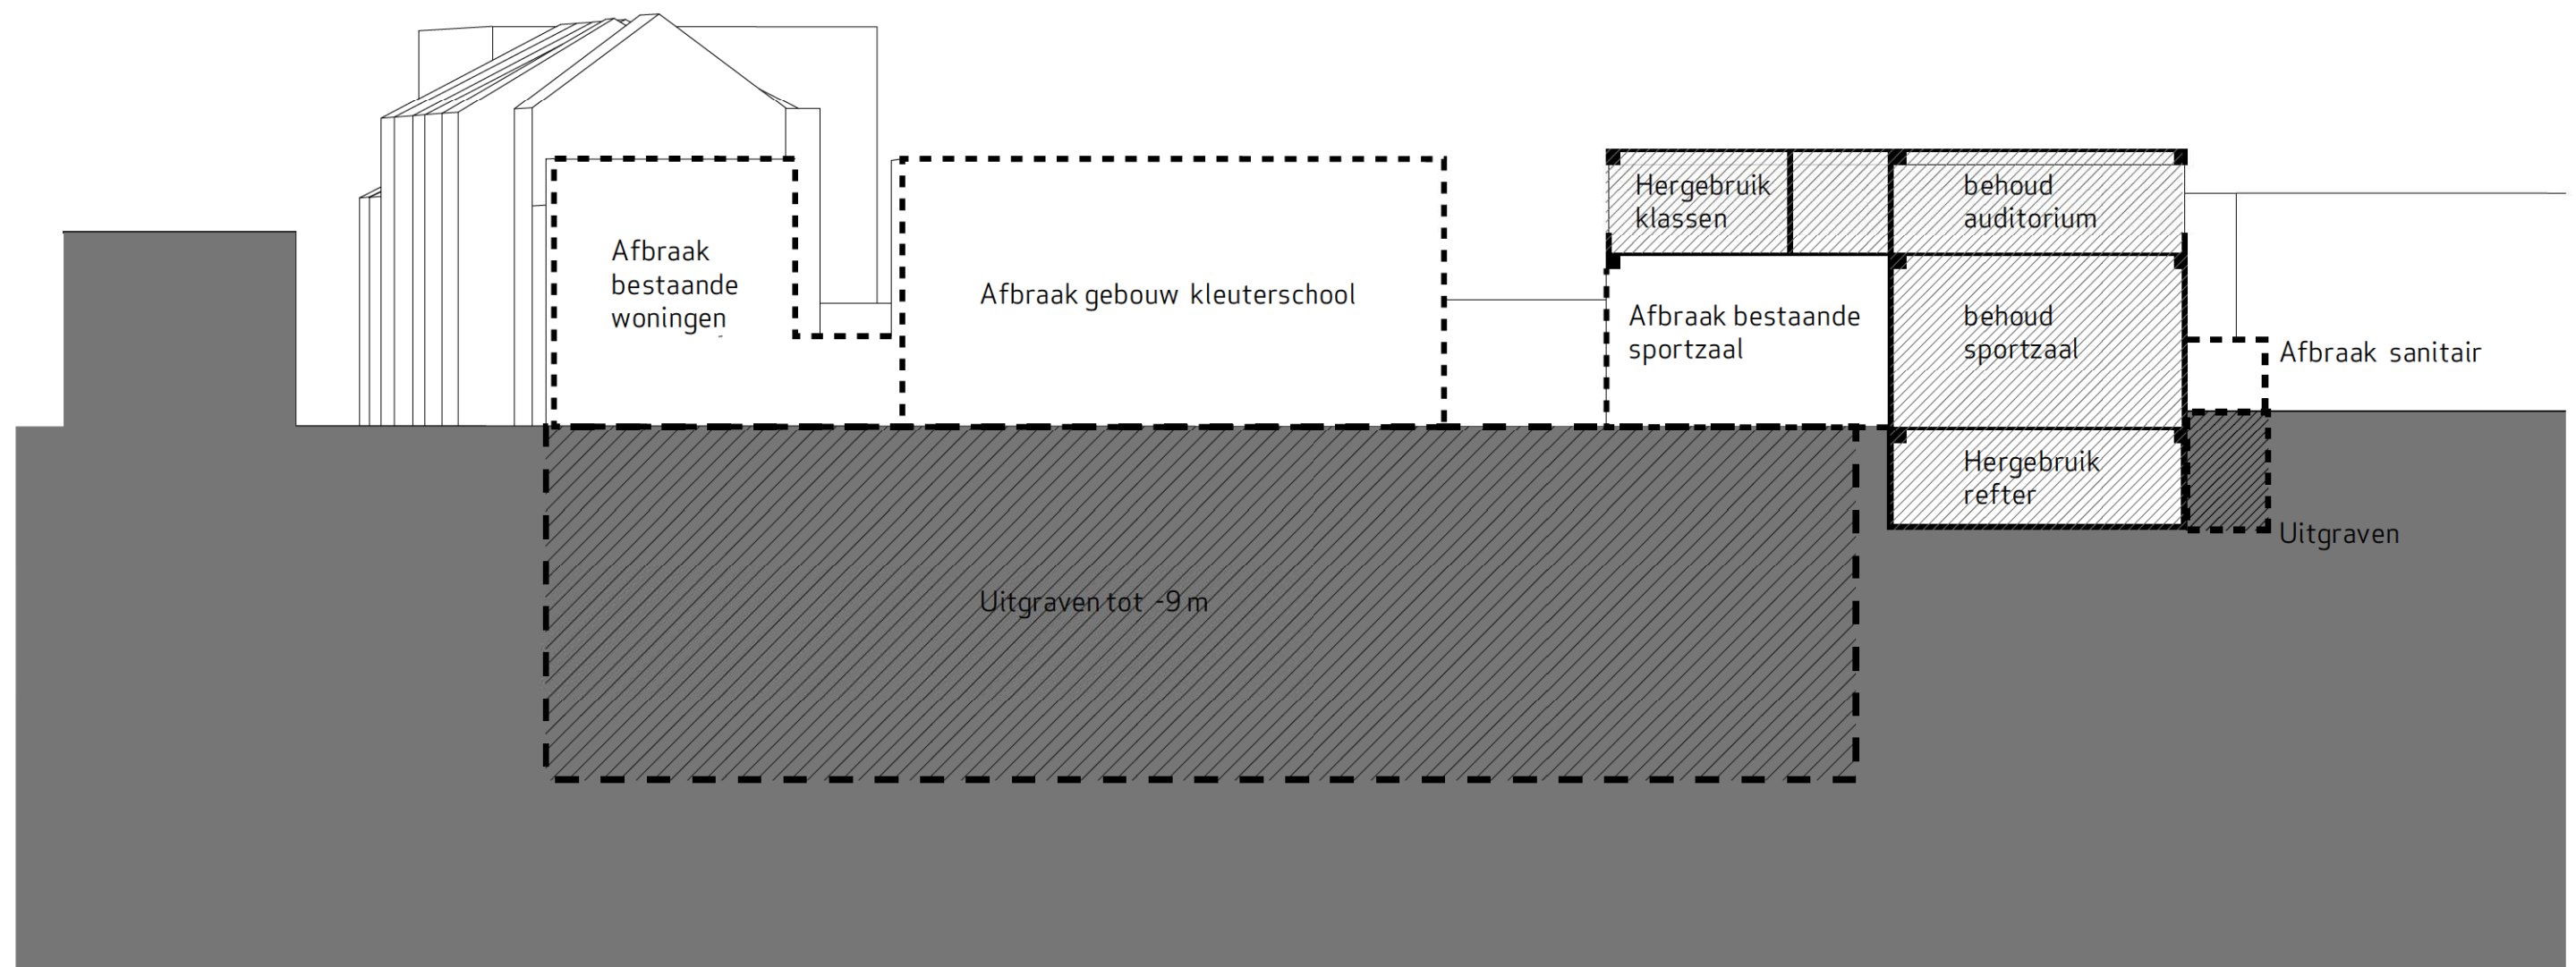 Afbraak
bestaande
woningen
Afbraak gebouw kleuterschool
Hergebruik
klassen
behoud
auditorium
Afbraak bestaande
sportzaal
behoud
sportzaal
Afbraak sanitair
Hergebruik
refter
Uitgraven
Uitgraven tot -9 m